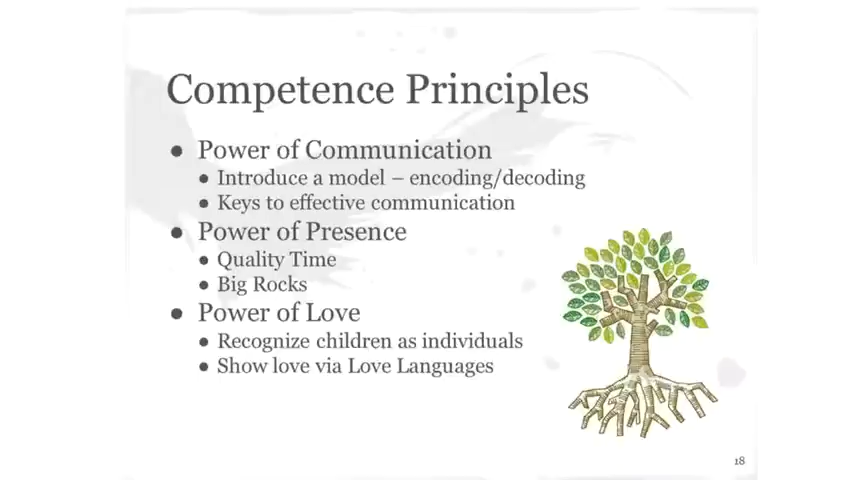 Competence Principles
● Power of Communication
● Introduce a model – encoding/decoding
● Keys to effective communication
● Power of Presence
● Quality Time
● Big Rocks
● Power of Love
● Recognize children as individuals
● Show love via Love Languages
18